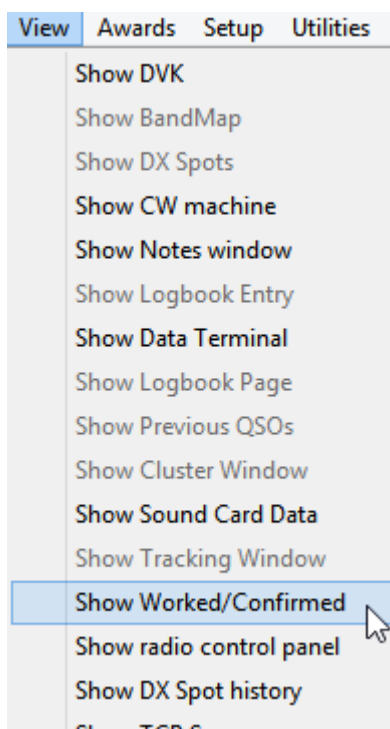 View Awards Setup Utilities
Show DVK
Show BandMap
Show DX Spots
Show CW machine
Show Notes window
Show Logbook Entry
Show Data Terminal
Show Logbook Page
Show Previous QSOs
Show Cluster Window
Show Sound Card Data
Show Tracking Window
Show Worked/Confirmed
Show radio control panel
Show DX Spot history